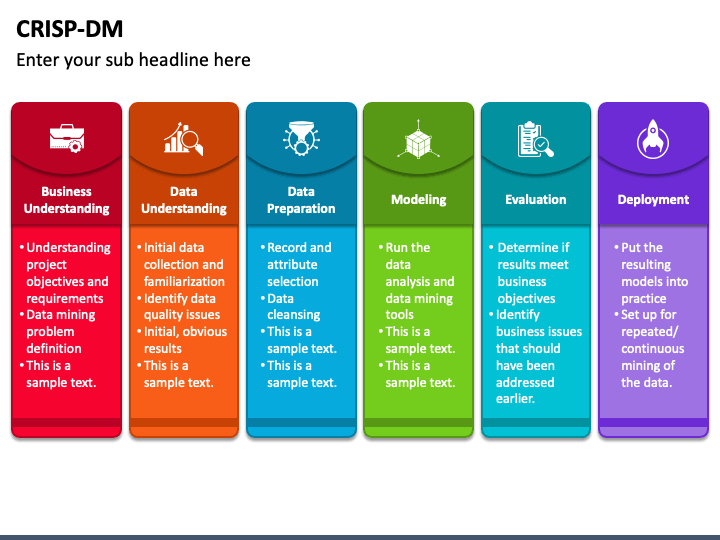 CRISP-DM
Enter your sub headline here
Business
Understanding
• Understanding
project
objectives and
requirements
• Data mining
problem
definition
• This is a
sample text.
Data
Understanding
• Initial data
collection and
familiarization
• Identify data
quality issues
• Initial, obvious
results
• This is a
sample text.
Data
Preparation
• Record and
attribute
selection
• Data
cleansing
• This is a
sample text.
• This is a
sample text.
Modeling
• Run the
data
analysis and
data mining
tools
• This is a
sample text.
• This is a
sample text.
Evaluation
• Determine if
results meet
business
objectives
• Identify
business issues
that should
have been
addressed
earlier.
Deployment
• Put the
resulting
models into
practice
• Set up for
repeated/
continuous
mining of
the data.